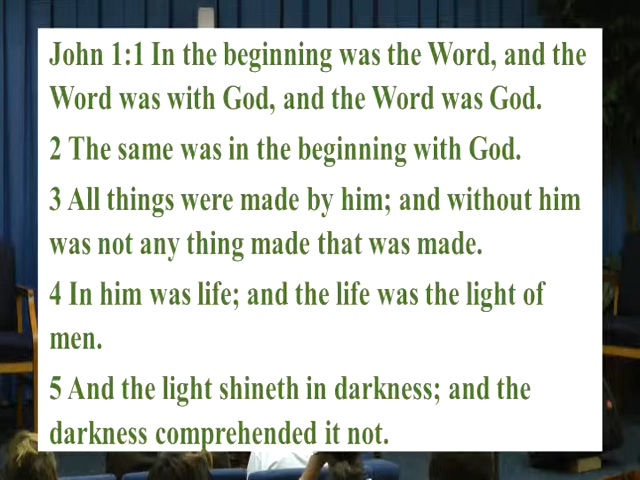 John 1:1 In the beginning was the Word, and the
Word was with God, and the Word was God.
2 The same was in the beginning with God.
3 All things were made by him; and without him
was not any thing made that was made.
4 In him was life; and the life was the light of
men.
5 And the light shineth in darkness; and the
darkness comprehended it not.